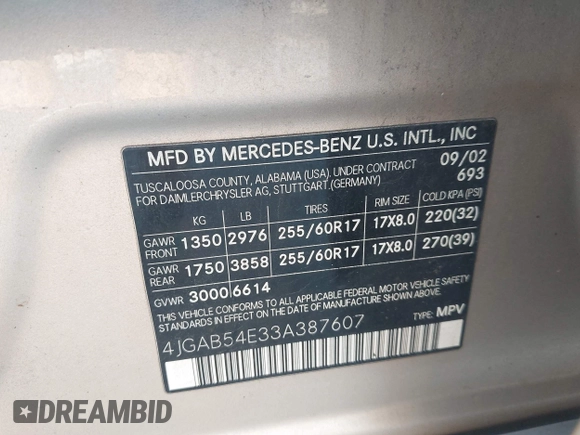 MFD BY MERCEDES-BENZ U.S. INTL., INC
TUSCALOOSA COUNTY, ALABAMA (USA), UNDER CONTRACT 09/02
FOR DAIMLERCHRYSLER AG, STUTTGART.(GERMANY) 693
KG LB TIRES RIM SIZE COLD KPA (PSI)
GAWR FRONT 1350 2976 255/60R17 17X8.0 220(32)
GAWR REAR 1750 3858 255/60R17 17X8.0 270(39)
GVWR 3000 6614
THIS VEHICLE CONFORMS TO ALL APPLICABLE FEDERAL MOTOR VEHICLE SAFETY
STANDARDS IN EFFECT ON THE DATE OF MANUFACTURE SHOWN ABOVE.
4JGAB54E33A387607 TYPE: MPV
DREAMBID